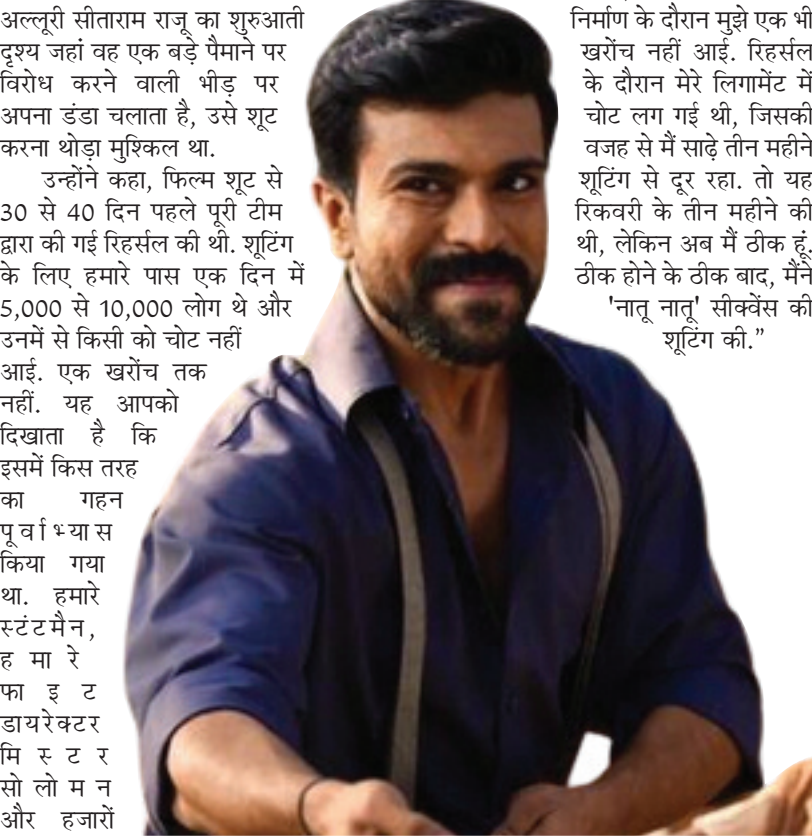 अल्लूरी सीताराम राजू का शुरुआती
दृश्य जहां वह एक बड़े पैमाने पर
विरोध करने वाली भीड़ पर
अपना डंडा चलाता है, उसे शूट
करना थोड़ा मुश्किल था.
उन्होंने कहा, फिल्म शूट से
30 से 40 दिन पहले पूरी टीम
द्वारा की गई रिहर्सल की थी. शूटिंग
के लिए हमारे पास एक दिन में
5,000 से 10,000 लोग थे और
उनमें से किसी को चोट नहीं
आई. एक खरोंच तक
नहीं. यह आपको
दिखाता है कि
इसमें किस तरह
का गहन
पूर्वाभ्यास
किया गया
था. हमारे
स्टंटमैन,
हमारे
फाइट
डायरेक्टर
मिस्टर
सोलोमन
और हजारों
निर्माण के दौरान मुझे एक भी
खरोंच नहीं आई. रिहर्सल
के दौरान मेरे लिगामेंट में
चोट लग गई थी, जिसकी
वजह से मैं साढ़े तीन महीने
शूटिंग से दूर रहा. तो यह
रिकवरी के तीन महीने की
थी, लेकिन अब मैं ठीक हूं.
ठीक होने के ठीक बाद, मैंने
'नातू नातू' सीक्वेंस की
शूटिंग की.”